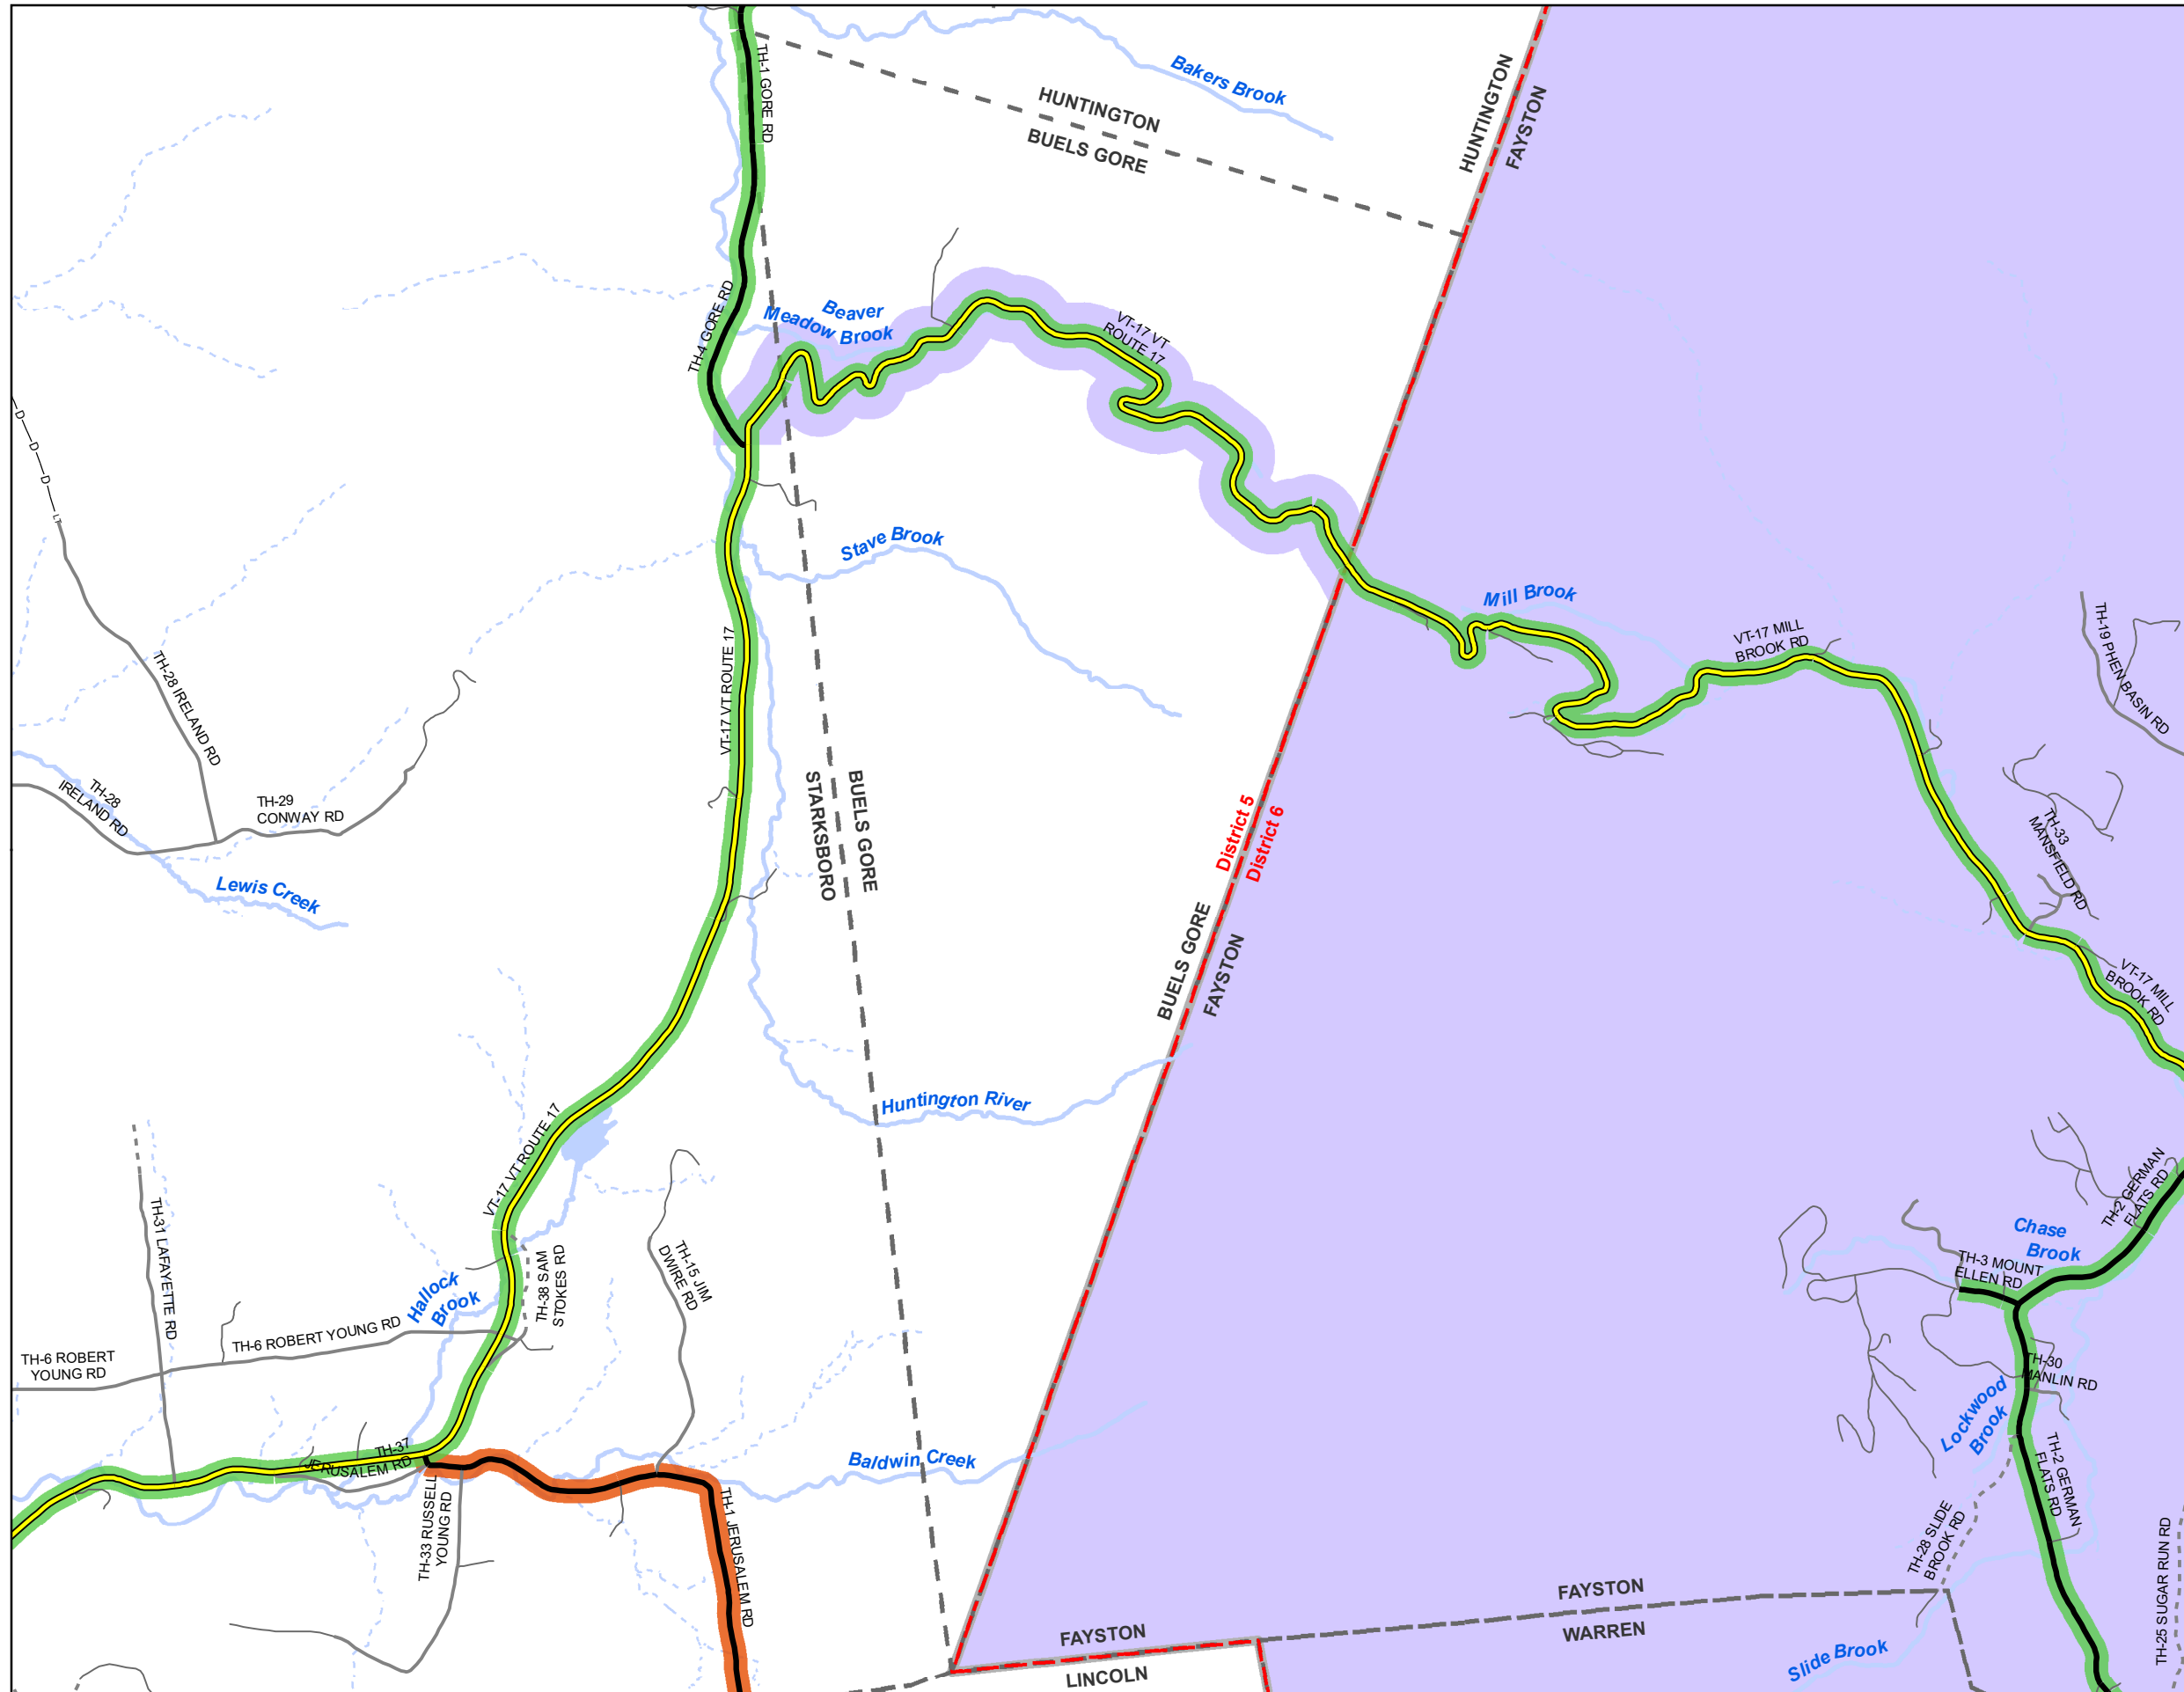 TH-1 GORE RD
Bakers Brook
HUNTINGTON
BUELS GORE
HUNTINGTON
FAYSTON
TH-4 GORE RD
Beaver
Meadow Brook
VT-17 VT
ROUTE 17
D
D
D
LT
Stave Brook
Mill Brook
VT-17 MILL
BROOK RD
TH-19 PHEN BASIN RD
TH-28 IRELAND RD
VT-17 VT ROUTE 17
TH-28
IRELAND RD
TH-29
CONWAY RD
BUELS GORE
STARKSBORO
District 5
District 6
TH-33
MANSFIELD RD
Lewis Creek
BUELS GORE
FAYSTON
VT-17 MILL
BROOK RD
Huntington River
VT-17 VT ROUTE 17
TH-2 GERMAN
FLATS RD
TH-31 LAFAYETTE RD
Chase
Brook
TH-3 MOUNT
ELLEN RD
TH-38 SAM
STOKES RD
TH-15 JIM
DWIRE RD
Hallock
Brook
TH-6 ROBERT YOUNG RD
TH-6 ROBERT
YOUNG RD
TH-30
MANLIN RD
Lockwood
Brook
TH-37
JERUSALEM RD
Baldwin Creek
TH-2 GERMAN
FLATS RD
TH-33 RUSSELL
YOUNG RD
TH-1 JERUSALEM RD
TH-28 SLIDE
BROOK RD
TH-25 SUGAR RUN RD
FAYSTON
WARREN
FAYSTON
LINCOLN
Slide Brook